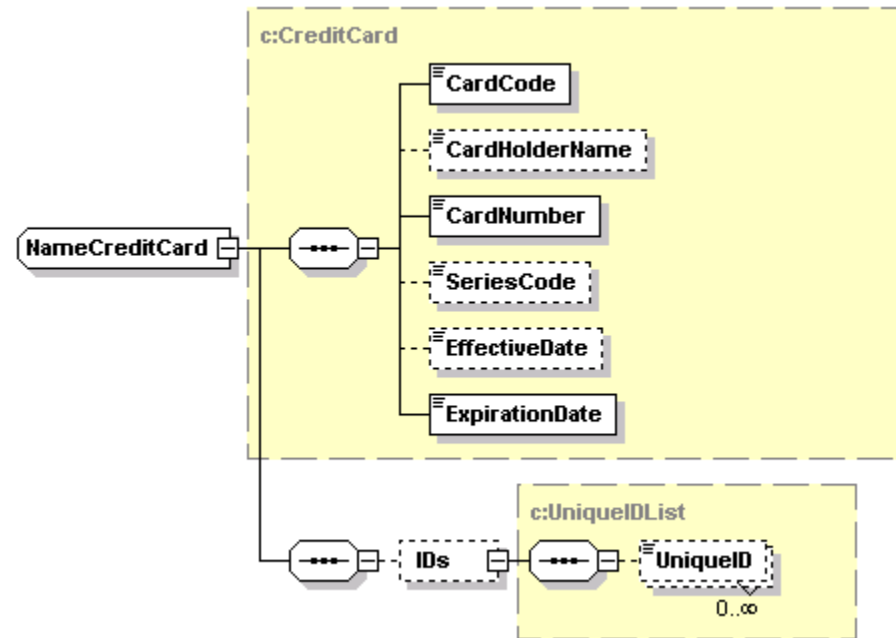 c:CreditCard
CardCode
CardHolderName
CardNumber
NameCreditCard
SeriesCode
EffectiveDate
ExpirationDate
c:UniqueIDList
IDs
UniqueID
0..∞